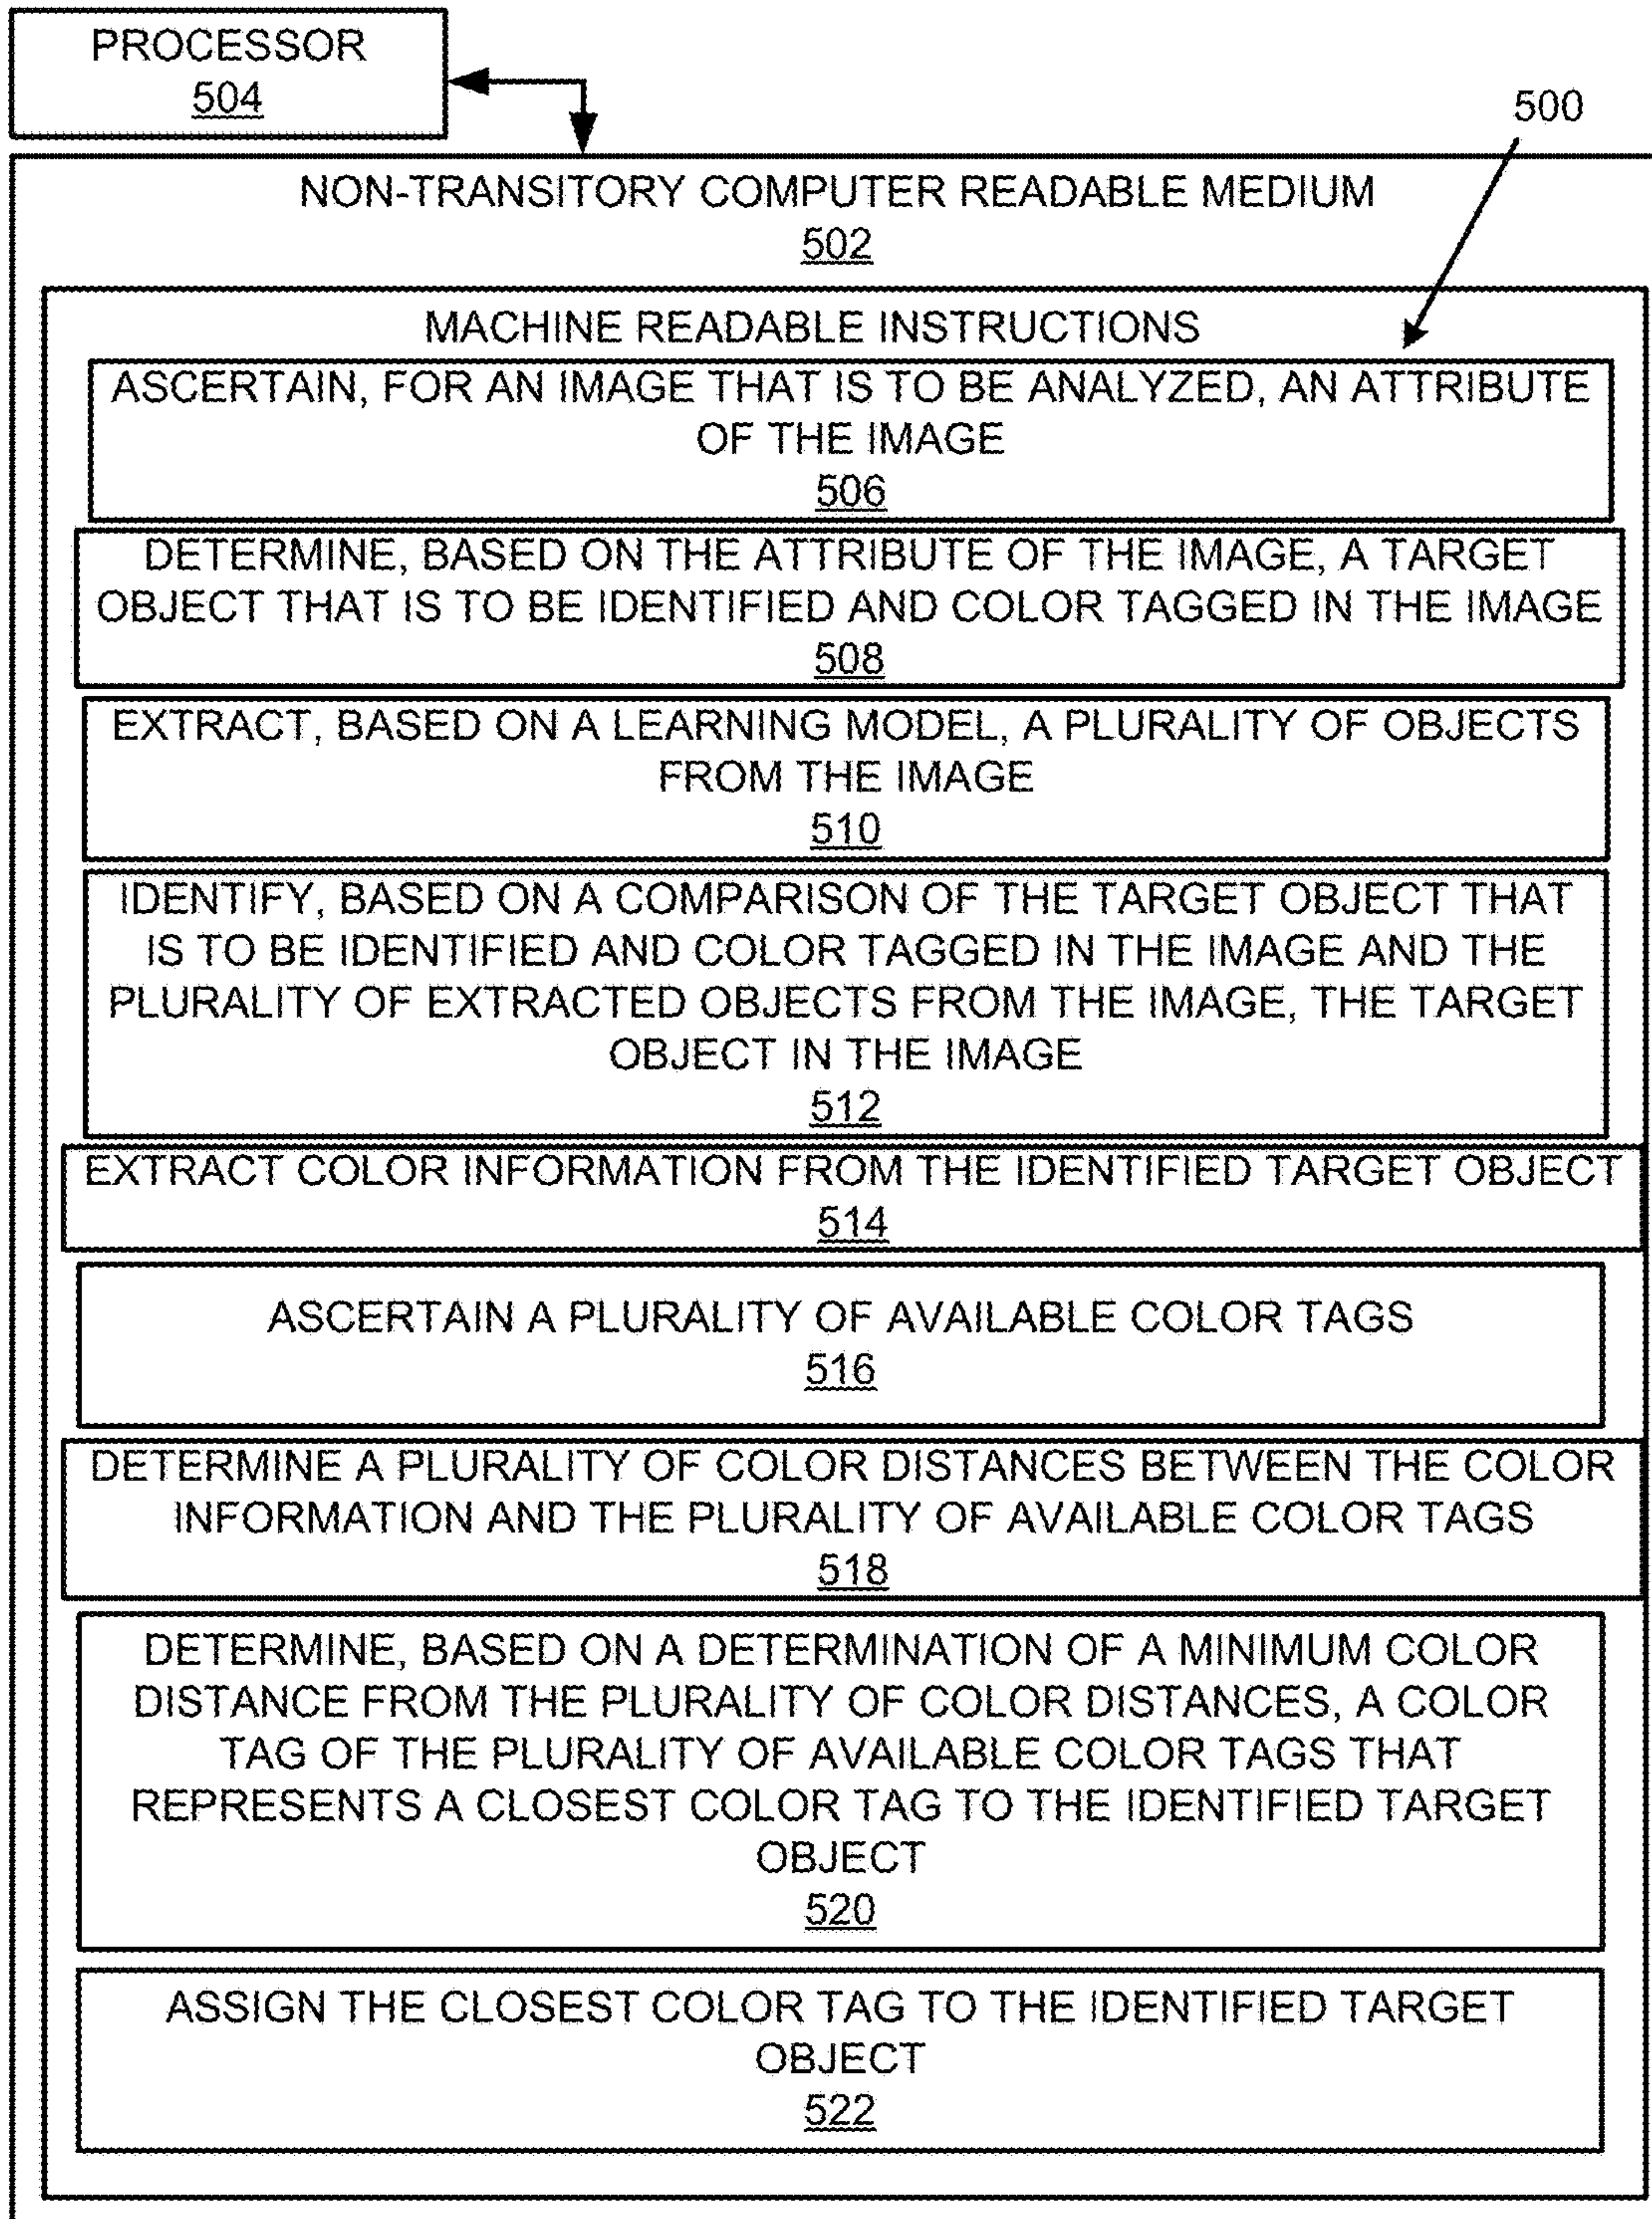 PROCESSOR
504
500
NON-TRANSITORY COMPUTER READABLE MEDIUM
502
MACHINE READABLE INSTRUCTIONS
ASCERTAIN, FOR AN IMAGE THAT IS TO BE ANALYZED, AN ATTRIBUTE
OF THE IMAGE
506
DETERMINE, BASED ON THE ATTRIBUTE OF THE IMAGE, A TARGET
OBJECT THAT IS TO BE IDENTIFIED AND COLOR TAGGED IN THE IMAGE
508
EXTRACT, BASED ON A LEARNING MODEL, A PLURALITY OF OBJECTS
FROM THE IMAGE
510
IDENTIFY, BASED ON A COMPARISON OF THE TARGET OBJECT THAT
IS TO BE IDENTIFIED AND COLOR TAGGED IN THE IMAGE AND THE
PLURALITY OF EXTRACTED OBJECTS FROM THE IMAGE, THE TARGET
OBJECT IN THE IMAGE
512
EXTRACT COLOR INFORMATION FROM THE IDENTIFIED TARGET OBJECT
514
ASCERTAIN A PLURALITY OF AVAILABLE COLOR TAGS
516
DETERMINE A PLURALITY OF COLOR DISTANCES BETWEEN THE COLOR
INFORMATION AND THE PLURALITY OF AVAILABLE COLOR TAGS
518
DETERMINE, BASED ON A DETERMINATION OF A MINIMUM COLOR
DISTANCE FROM THE PLURALITY OF COLOR DISTANCES, A COLOR
TAG OF THE PLURALITY OF AVAILABLE COLOR TAGS THAT
REPRESENTS A CLOSEST COLOR TAG TO THE IDENTIFIED TARGET
OBJECT
520
ASSIGN THE CLOSEST COLOR TAG TO THE IDENTIFIED TARGET
OBJECT
522